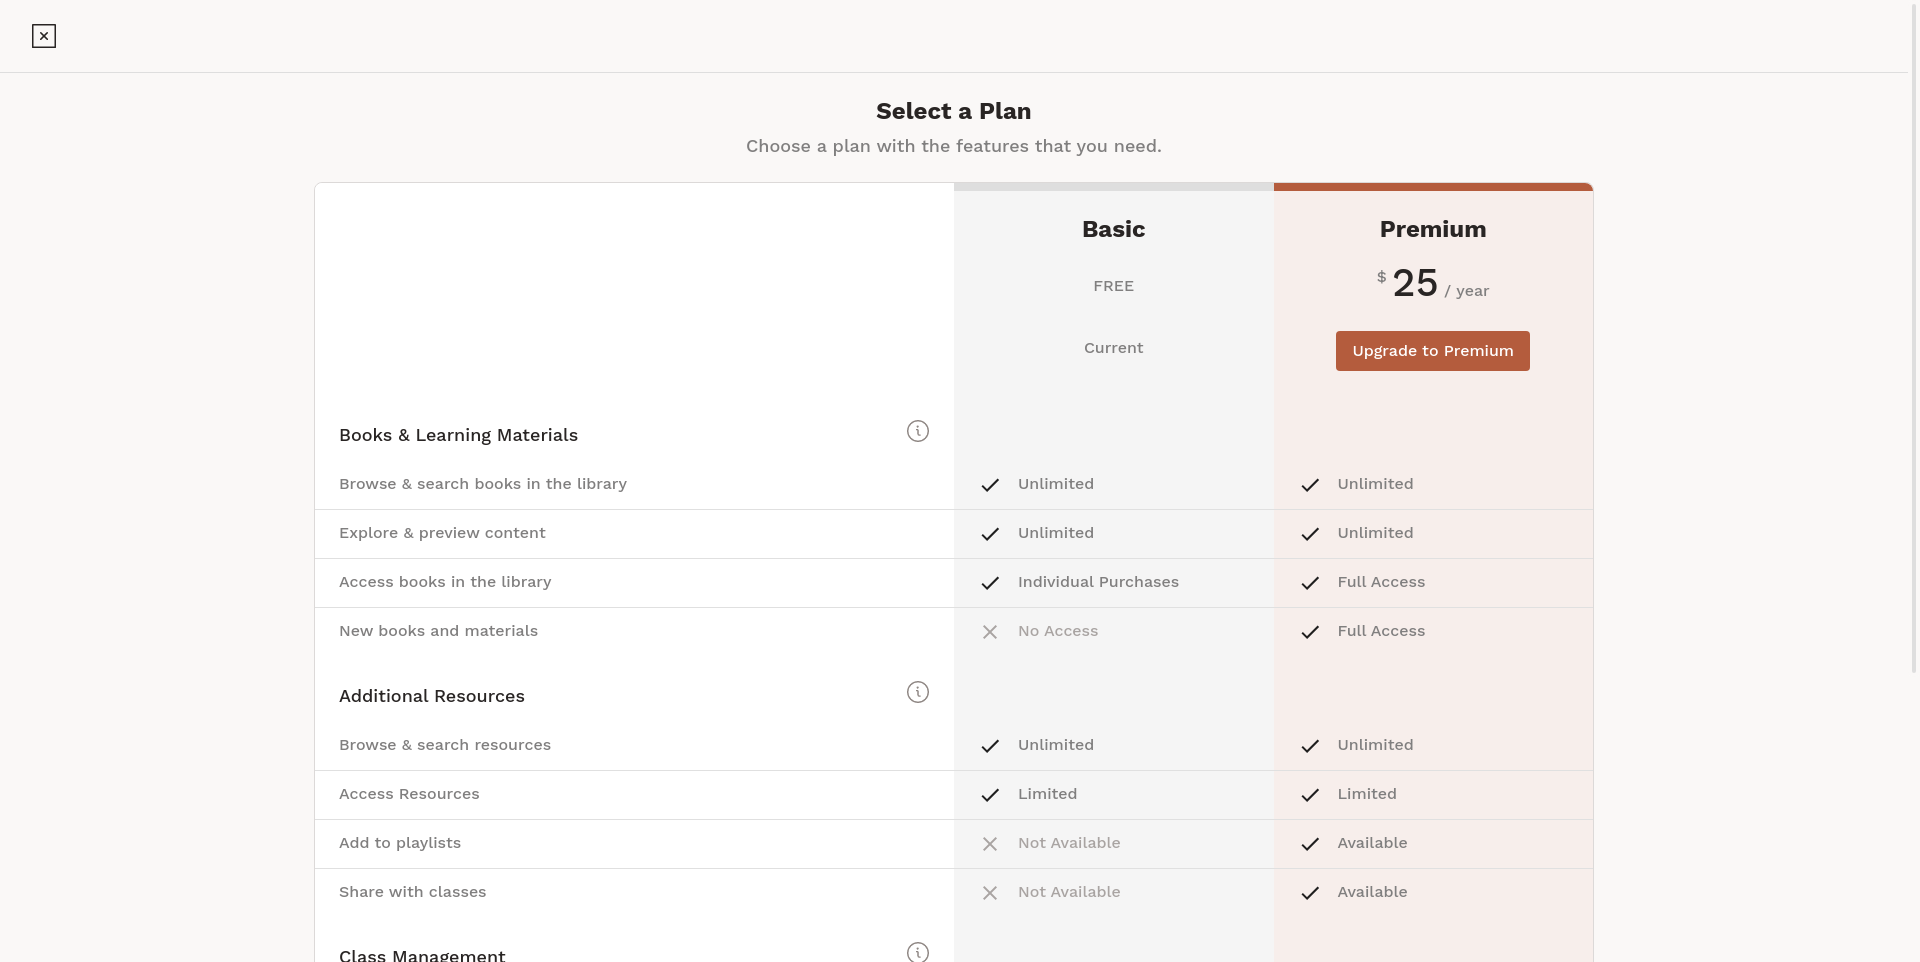 Select a Plan
Choose a plan with the features that you need.
Basic
Premium
FREE
$ 25 / year
Current
Upgrade to Premium
Books & Learning Materials
Browse & search books in the library
Unlimited
Unlimited
Explore & preview content
Unlimited
Unlimited
Access books in the library
Individual Purchases
Full Access
New books and materials
No Access
Full Access
Additional Resources
Browse & search resources
Unlimited
Unlimited
Access Resources
Limited
Limited
Add to playlists
Not Available
Available
Share with classes
Not Available
Available
Class Management